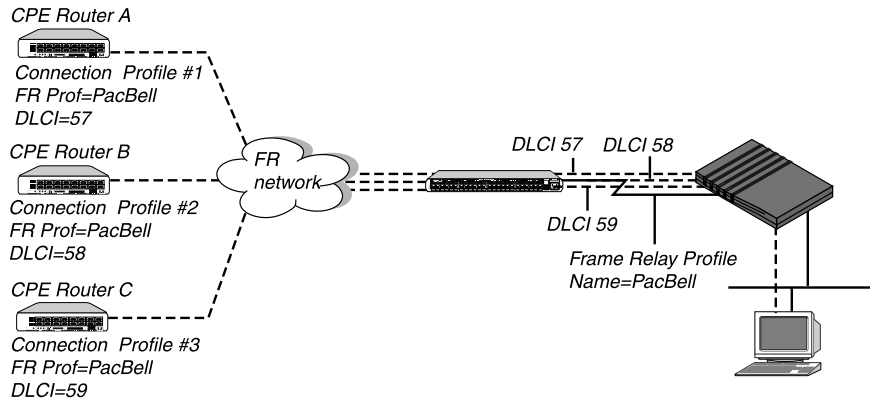 CPE Router A
Connection Profile #1
FR Prof=PacBell
DLCI=57
CPE Router B
Connection Profile #2
FR Prof=PacBell
DLCI=58
CPE Router C
Connection Profile #3
FR Prof=PacBell
DLCI=59
FR
network
DLCI 57
DLCI 58
DLCI 59
Frame Relay Profile
Name=PacBell